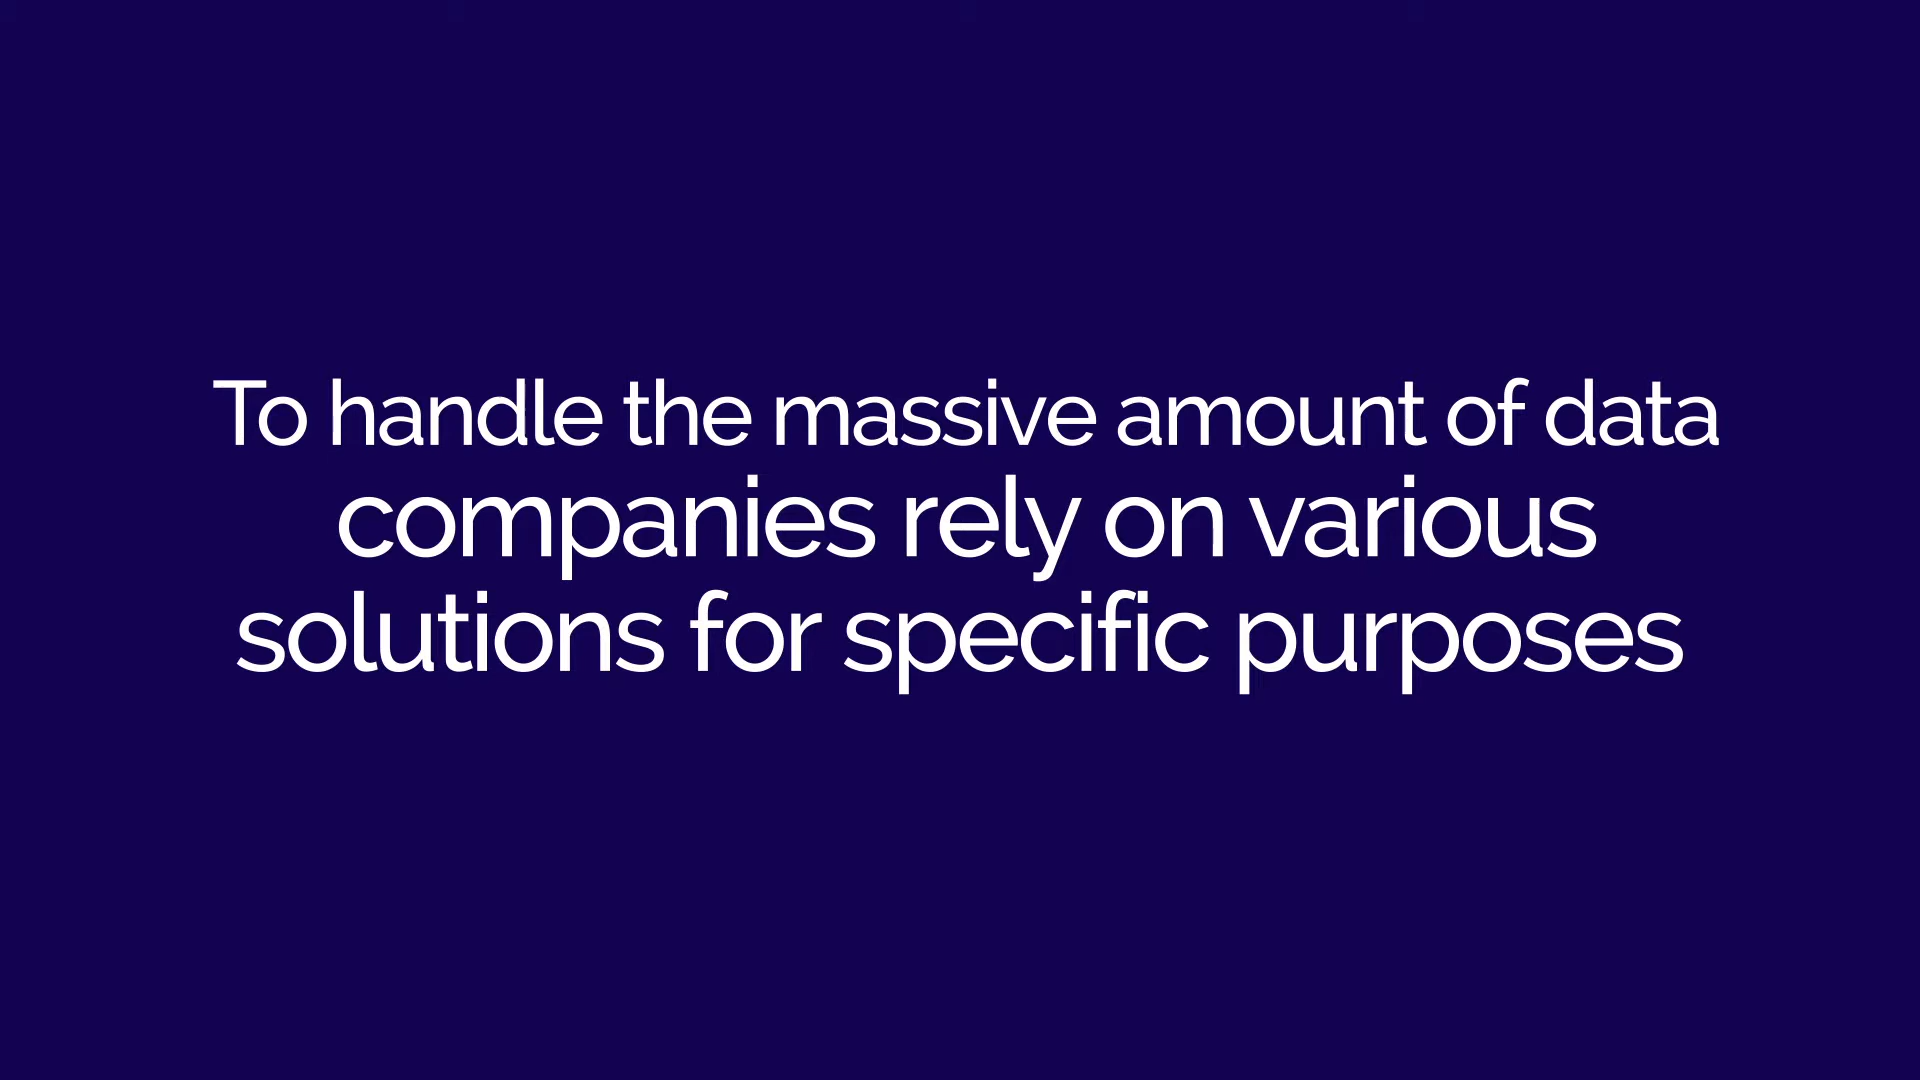 To handle the massive amount of data
companies rely on various
solutions for specific purposes